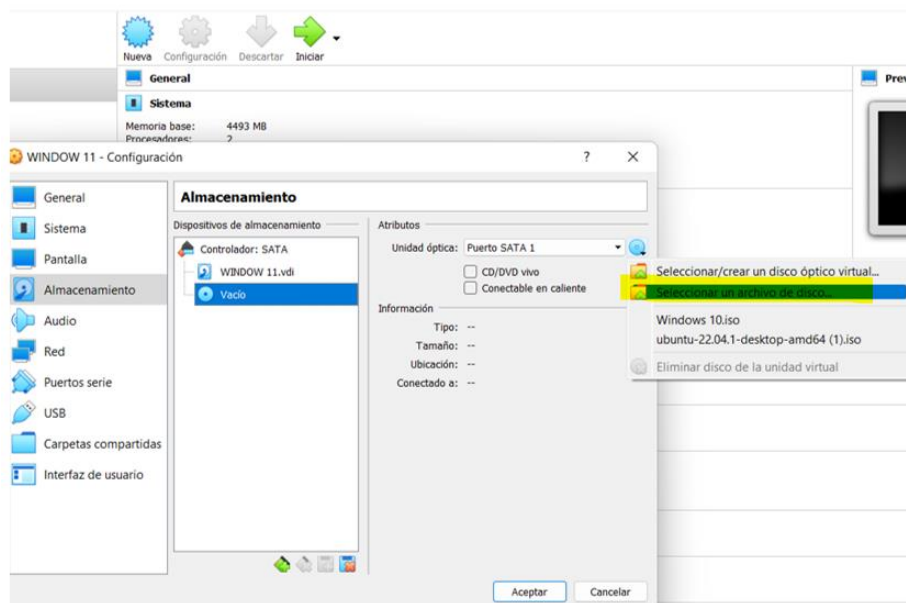 Nueva Configuración Descartar Iniciar
General
Sistema
Memoria base: 4493 MB
Procesadores: 2
Prev
WINDOW 11 - Configuración ? ✕
General
Sistema
Pantalla
Almacenamiento
Audio
Red
Puertos serie
USB
Carpetas compartidas
Interfaz de usuario
Almacenamiento
Dispositivos de almacenamiento
Controlador: SATA
WINDOW 11.vdi
Vacío
Atributos
Unidad óptica: Puerto SATA 1
CD/DVD vivo
Conectable en caliente
Información
Tipo: --
Tamaño: --
Ubicación: --
Conectado a: --
Seleccionar/crear un disco óptico virtual...
Seleccionar un archivo de disco...
Windows 10.iso
ubuntu-22.04.1-desktop-amd64 (1).iso
Eliminar disco de la unidad virtual
Aceptar Cancelar